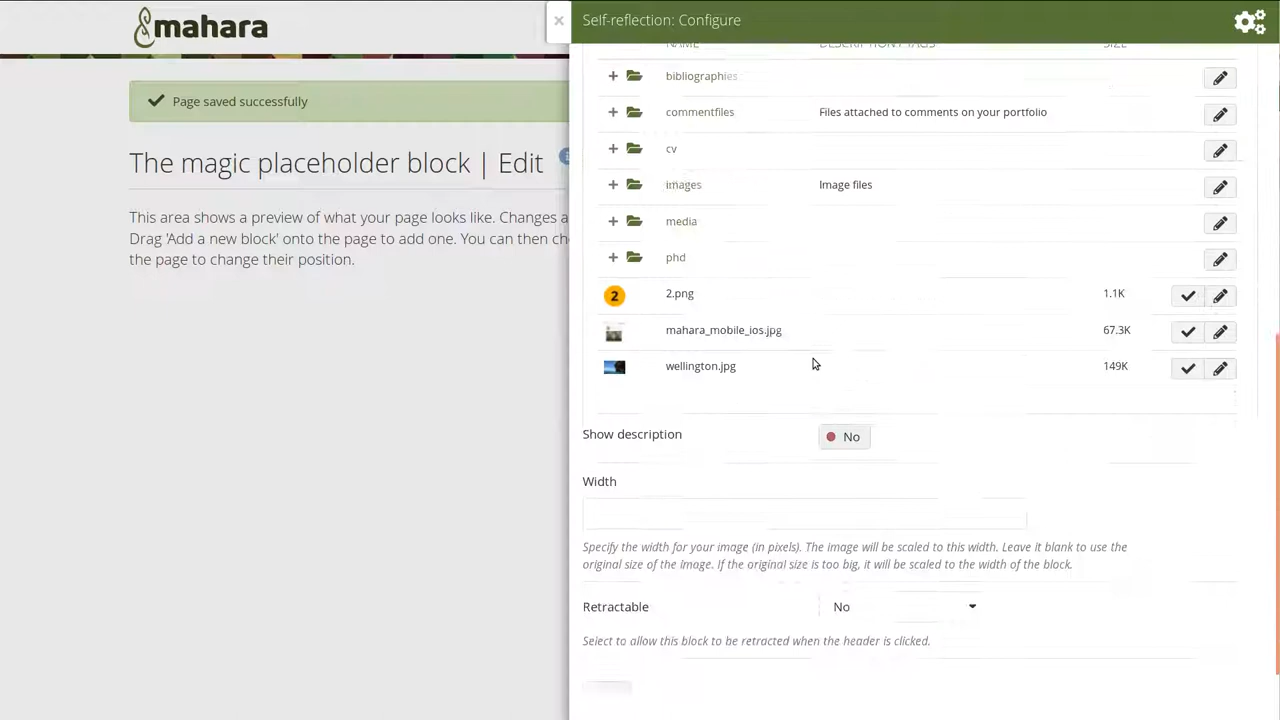 mahara
×
Self-reflection: Configure
NAME DESCRIPTION / TAGS SIZE
bibliographies
Page saved successfully
commentfiles Files attached to comments on your portfolio
cv
The magic placeholder block | Edit
images Image files
This area shows a preview of what your page looks like. Changes a
Drag 'Add a new block' onto the page to add one. You can then ch
the page to change their position.
media
phd
2
2.png 1.1K
mahara_mobile_ios.jpg 67.3K
wellington.jpg 149K
Show description No
Width
Specify the width for your image (in pixels). The image will be scaled to this width. Leave it blank to use the
original size of the image. If the original size is too big, it will be scaled to the width of the block.
Retractable No
Select to allow this block to be retracted when the header is clicked.